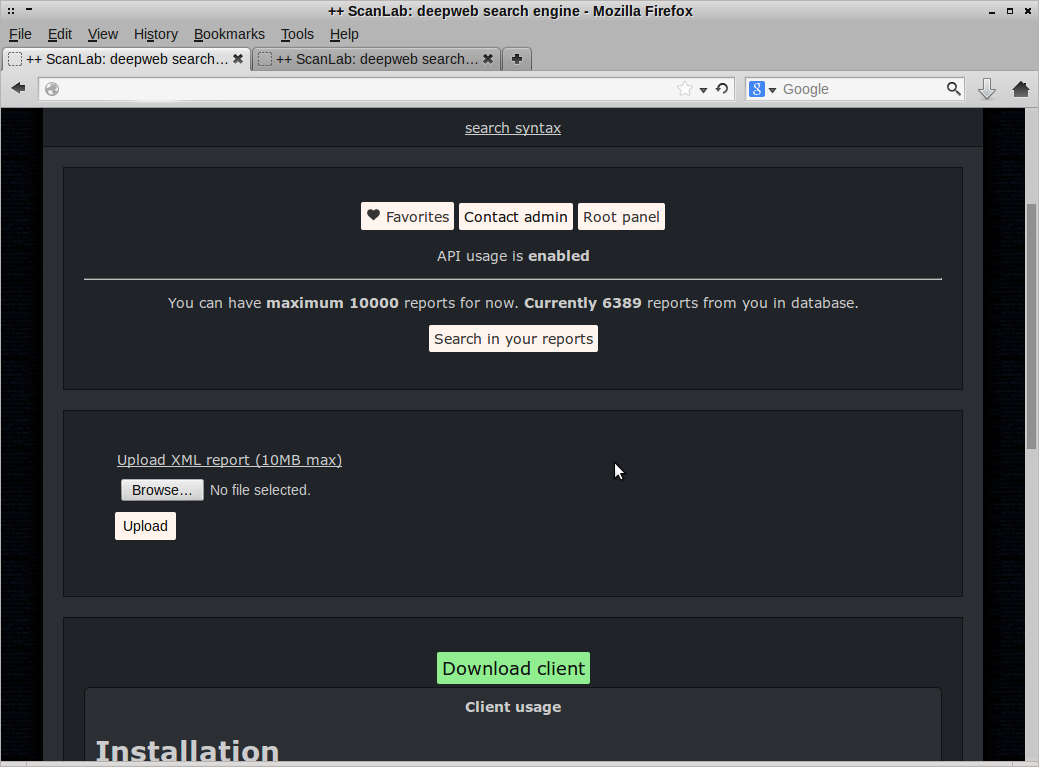 ++ ScanLab: deepweb search engine - Mozilla Firefox
File Edit View History Bookmarks Tools Help
++ ScanLab: deepweb search... ++ ScanLab: deepweb search...
8 Google
search syntax
Favorites Contact admin Root panel
API usage is enabled
You can have maximum 10000 reports for now. Currently 6389 reports from you in database.
Search in your reports
Upload XML report (10MB max)
Browse... No file selected.
Upload
Download client
Client usage
Installation